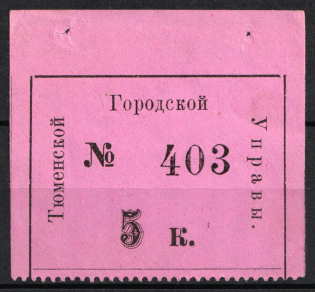 Тюменской
Городской
Управы.
№ 403
5 к.